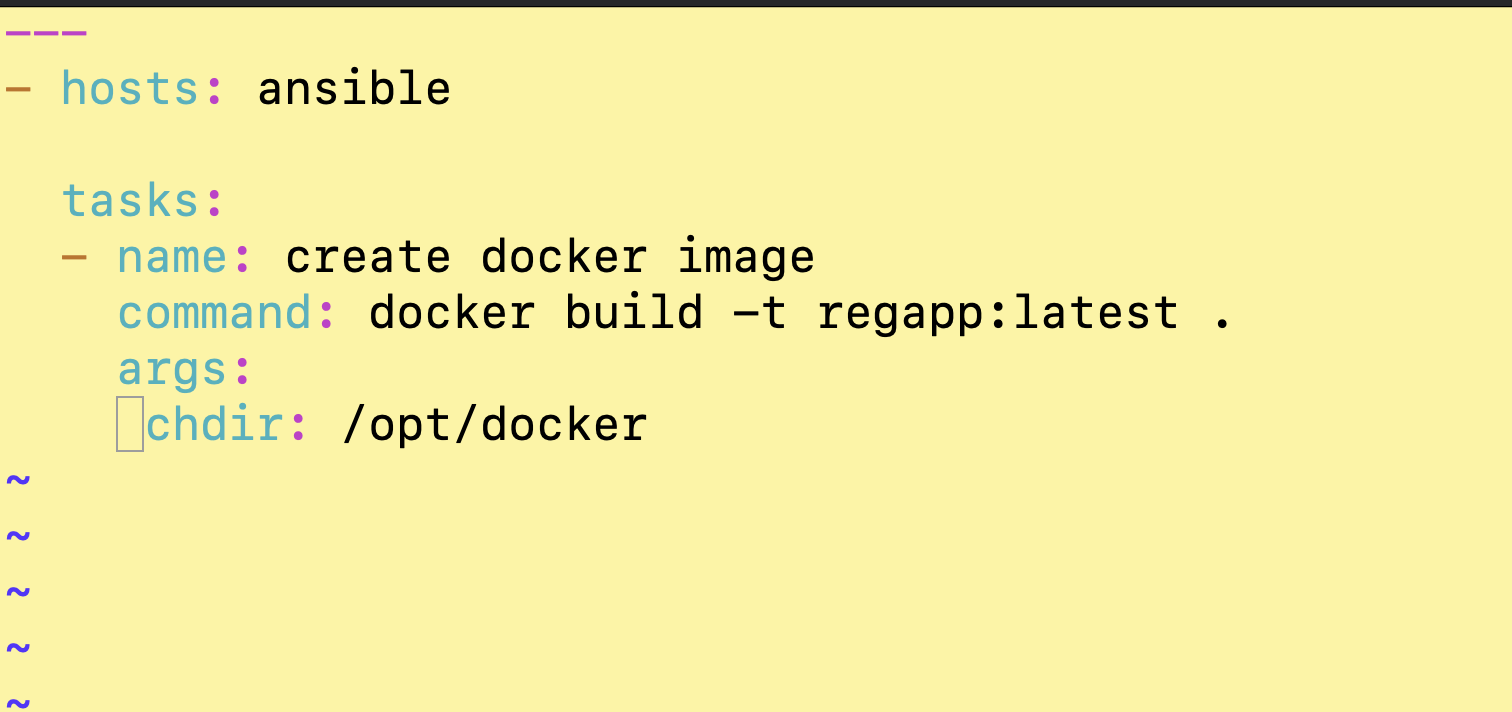 ---
- hosts: ansible

  tasks:
  - name: create docker image
    command: docker build -t regapp:latest .
    args:
     chdir: /opt/docker
~
~
~
~
~